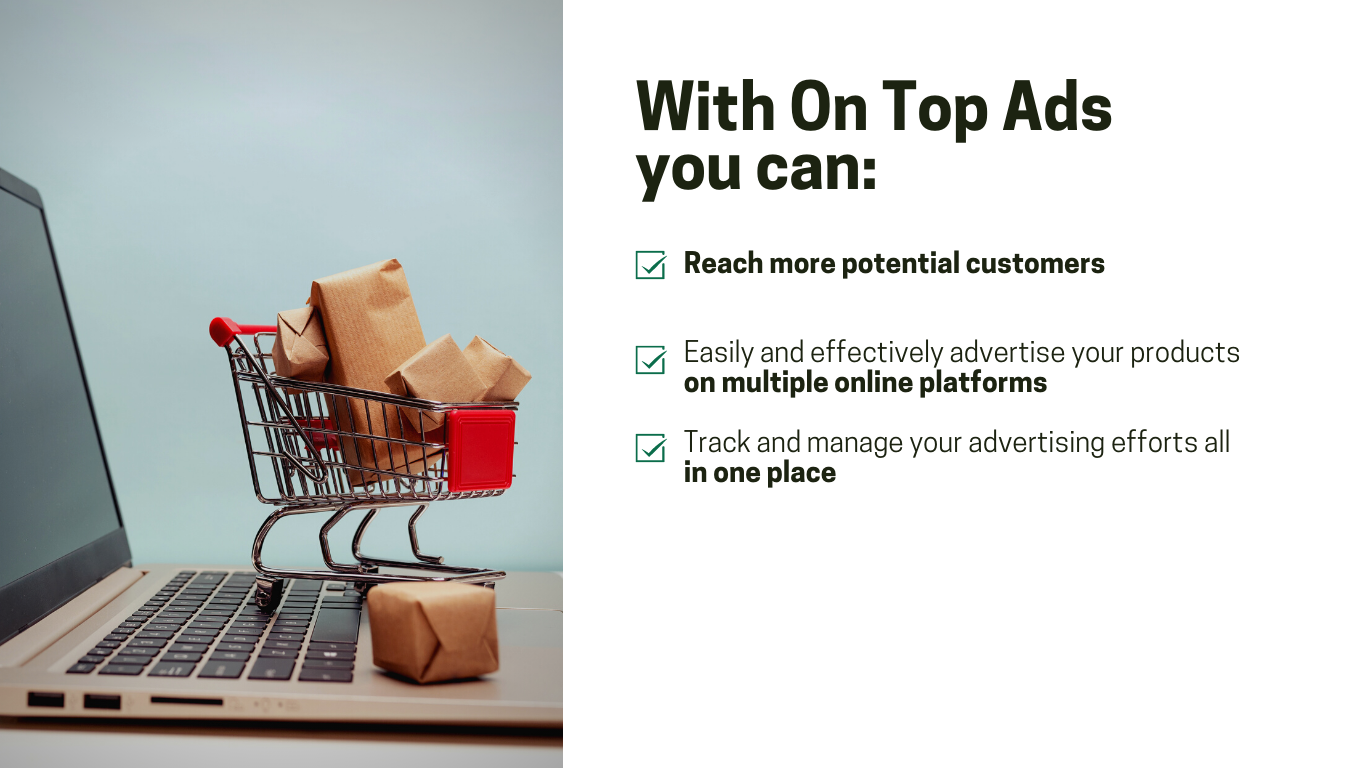 With On Top Ads
you can:
Reach more potential customers
Easily and effectively advertise your products
on multiple online platforms
Track and manage your advertising efforts all
in one place